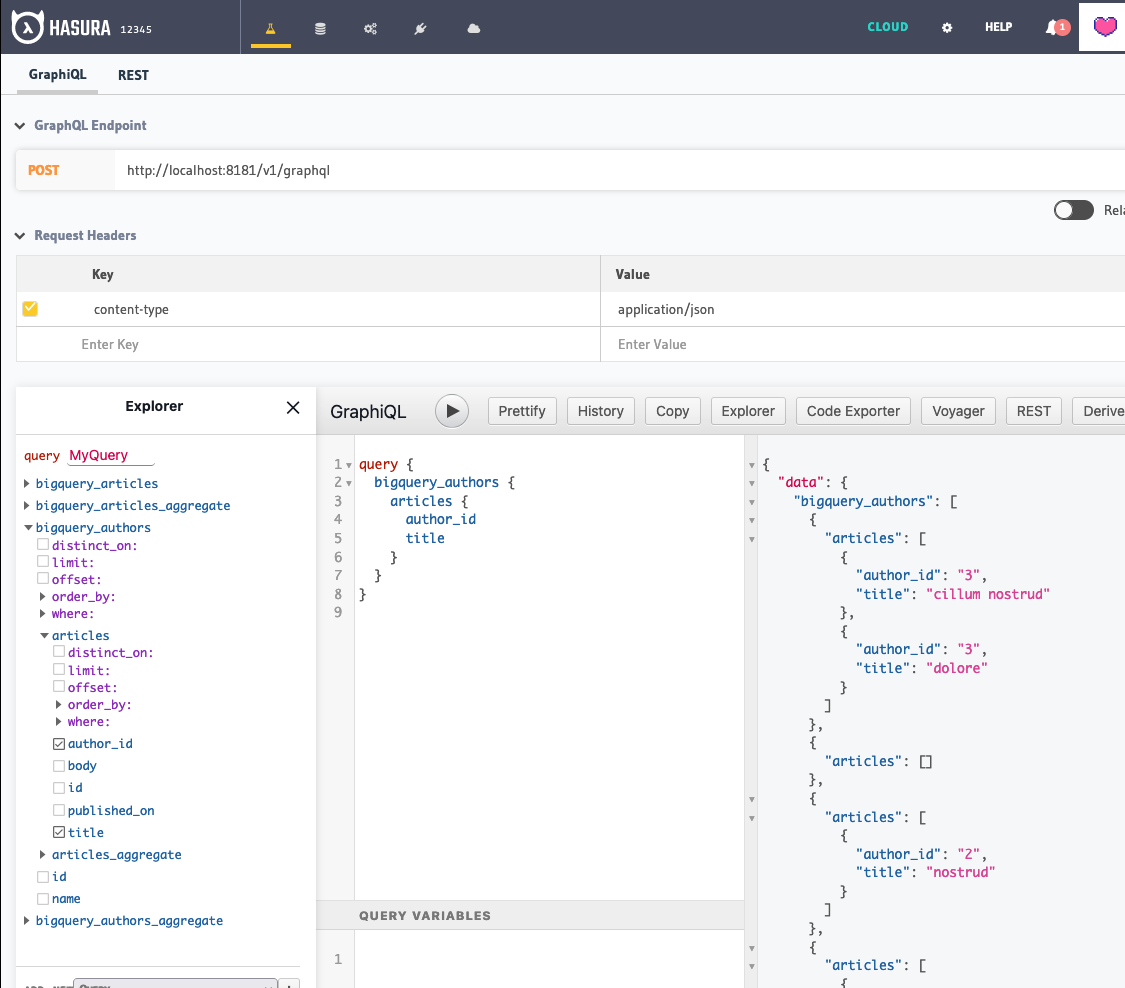 HASURA 12345 CLOUD HELP 1
GraphiQL REST
GraphQL Endpoint
POST http://localhost:8181/v1/graphql
Rela
Request Headers
Key Value
content-type application/json
Enter Key Enter Value
Explorer
GraphiQL Prettify History Copy Explorer Code Exporter Voyager REST Derive
query MyQuery
bigquery_articles
bigquery_articles_aggregate
bigquery_authors
distinct_on:
limit:
offset:
order_by:
where:
articles
distinct_on:
limit:
offset:
order_by:
where:
author_id
body
id
published_on
title
articles_aggregate
id
name
bigquery_authors_aggregate
1 query {
2 bigquery_authors {
3 articles {
4 author_id
5 title
6 }
7 }
8 }
9
QUERY VARIABLES
1
{
"data": {
"bigquery_authors": [
{
"articles": [
{
"author_id": "3",
"title": "cillum nostrud"
},
{
"author_id": "3",
"title": "dolore"
}
]
},
{
"articles": []
},
{
"articles": [
{
"author_id": "2",
"title": "nostrud"
}
]
},
{
"articles": [
{